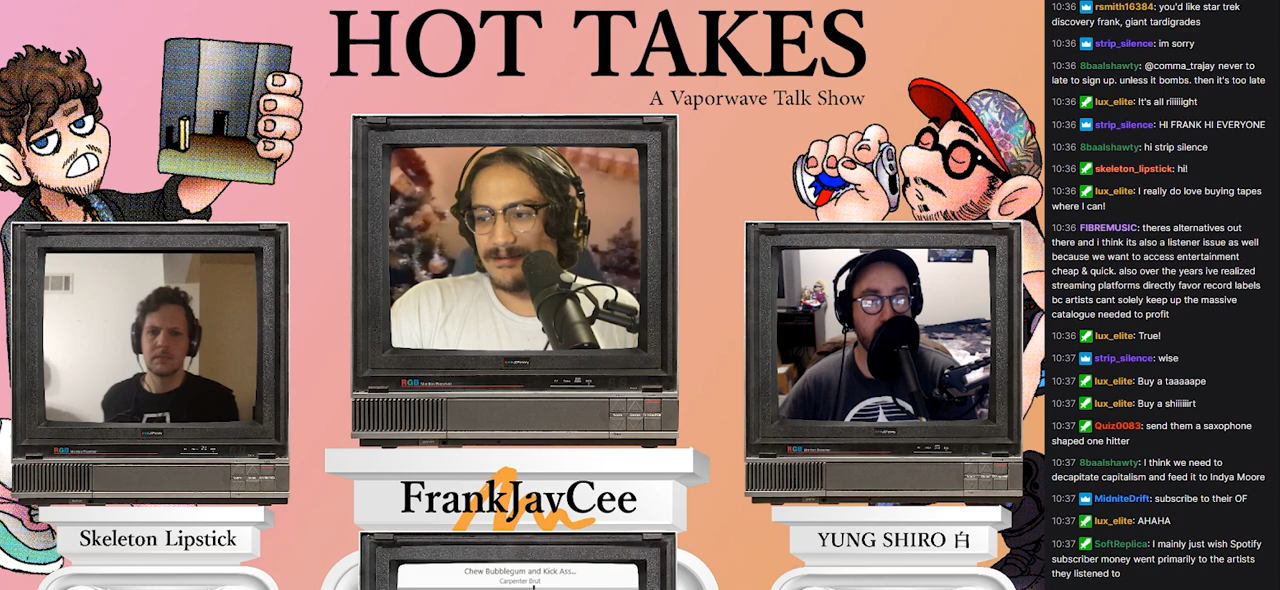 HOT TAKES
A Vaporwave Talk Show
RGB
RGB
RGB
Skeleton Lipstick
FrankJavCee
YUNG SHIRO 白
Chew Bubblegum and Kick Ass...
Carpenter Brut
10:36 rsmith16384: you'd like star trek
discovery frank, giant tardigrades
10:36 strip_silence: im sorry
10:36 8baalshawty: @comma_trajay never to
late to sign up. unless it bombs. then it's too late
10:36 lux_elite: It's all riiiiiight
10:36 strip_silence: HI FRANK HI EVERYONE
10:36 8baalshawty: hi strip silence
10:36 skeleton_lipstick: hi!
10:36 lux_elite: I really do love buying tapes
where I can!
10:36 FIBREMUSIC: theres alternatives out
there and i think its also a listener issue as well
because we want to access entertainment
cheap & quick. also over the years ive realized
streaming platforms directly favor record labels
bc artists cant solely keep up the massive
catalogue needed to profit
10:36 lux_elite: True!
10:37 strip_silence: wise
10:37 lux_elite: Buy a taaaaape
10:37 lux_elite: Buy a shiiiiiirt
10:37 Quiz0083: send them a saxophone
shaped one hitter
10:37 8baalshawty: I think we need to
decapitate capitalism and feed it to Indya Moore
10:37 MidniteDrift: subscribe to their OF
10:37 lux_elite: AHAHA
10:37 SoftReplica: I mainly just wish Spotify
subscriber money went primarily to the artists
they listened to